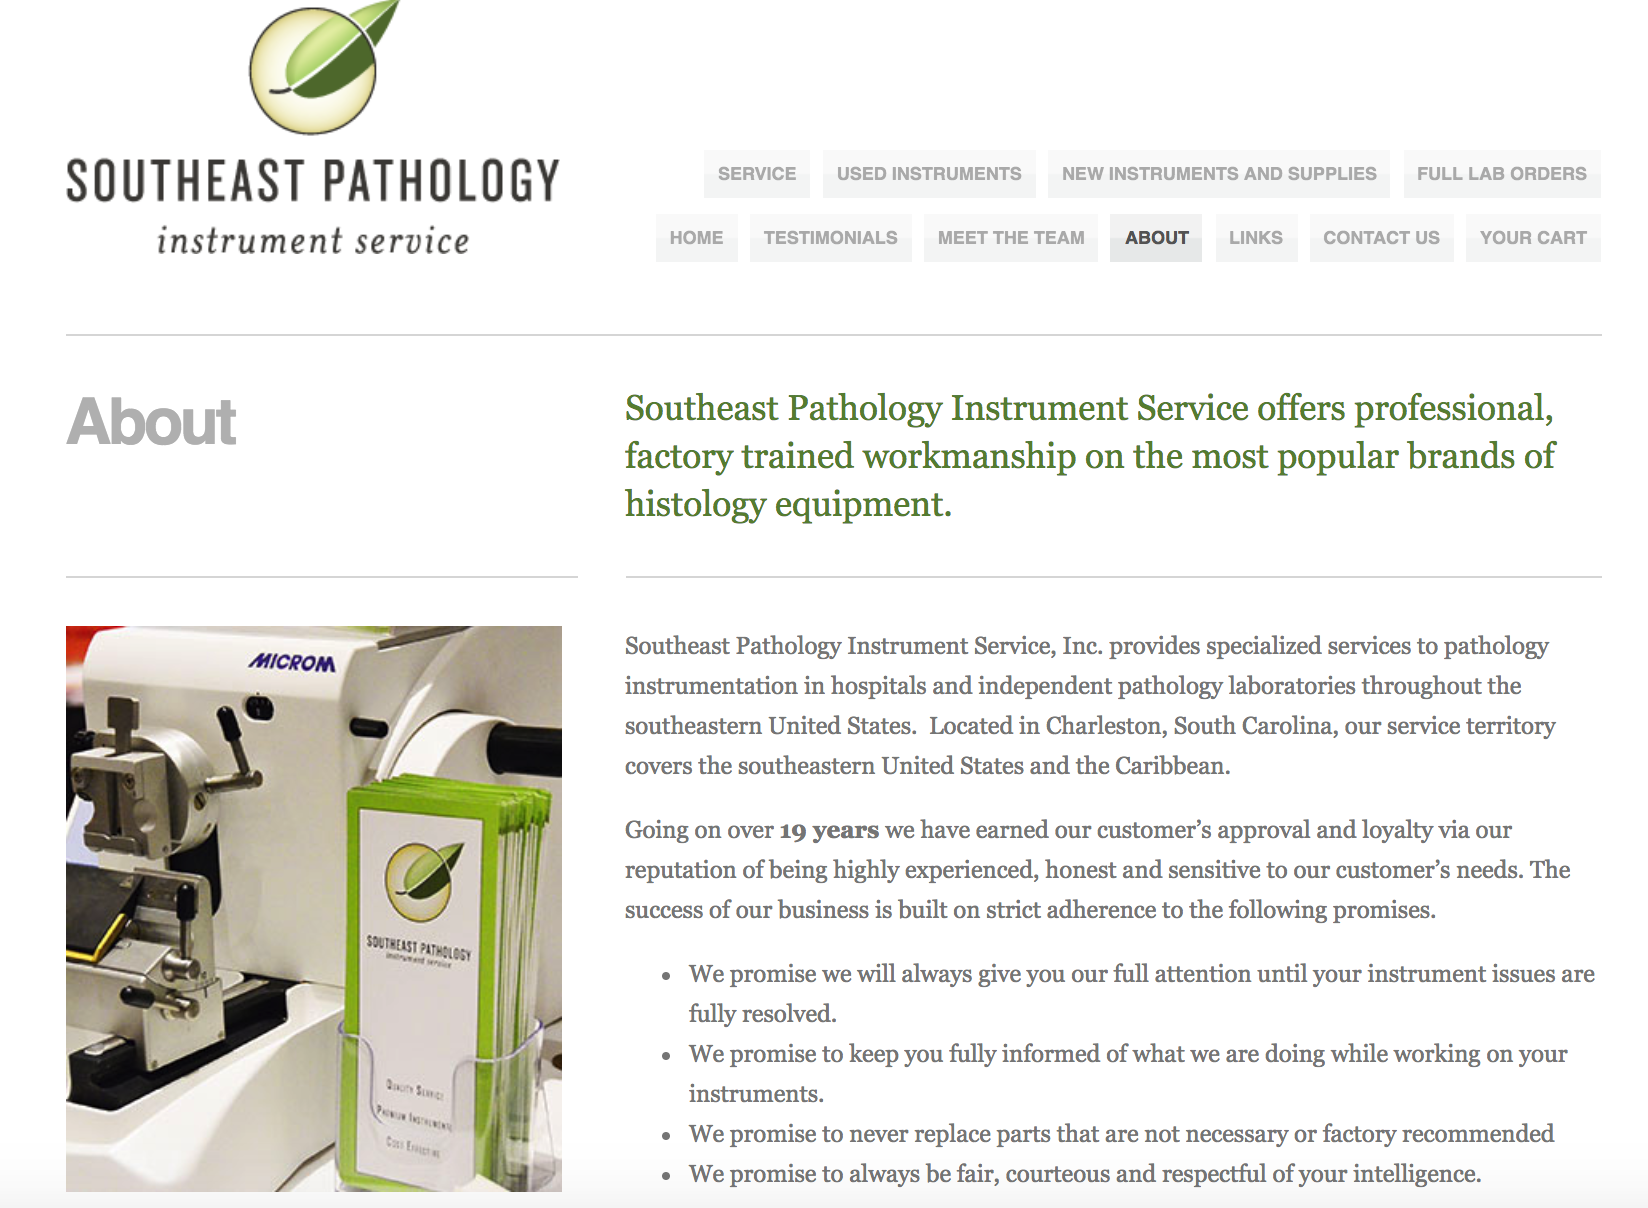 SOUTHEAST PATHOLOGY
instrument service
SERVICE
USED INSTRUMENTS
NEW INSTRUMENTS AND SUPPLIES
FULL LAB ORDERS
HOME
TESTIMONIALS
MEET THE TEAM
ABOUT
LINKS
CONTACT US
YOUR CART
About
Southeast Pathology Instrument Service offers professional,
factory trained workmanship on the most popular brands of
histology equipment.
MICROM
SOUTHEAST PATHOLOGY
instrument service
Quality Service
Premium Instruments
Cost Effective
Southeast Pathology Instrument Service, Inc. provides specialized services to pathology
instrumentation in hospitals and independent pathology laboratories throughout the
southeastern United States.  Located in Charleston, South Carolina, our service territory
covers the southeastern United States and the Caribbean.
Going on over 19 years we have earned our customer’s approval and loyalty via our
reputation of being highly experienced, honest and sensitive to our customer’s needs. The
success of our business is built on strict adherence to the following promises.
• We promise we will always give you our full attention until your instrument issues are
fully resolved.
• We promise to keep you fully informed of what we are doing while working on your
instruments.
• We promise to never replace parts that are not necessary or factory recommended
• We promise to always be fair, courteous and respectful of your intelligence.